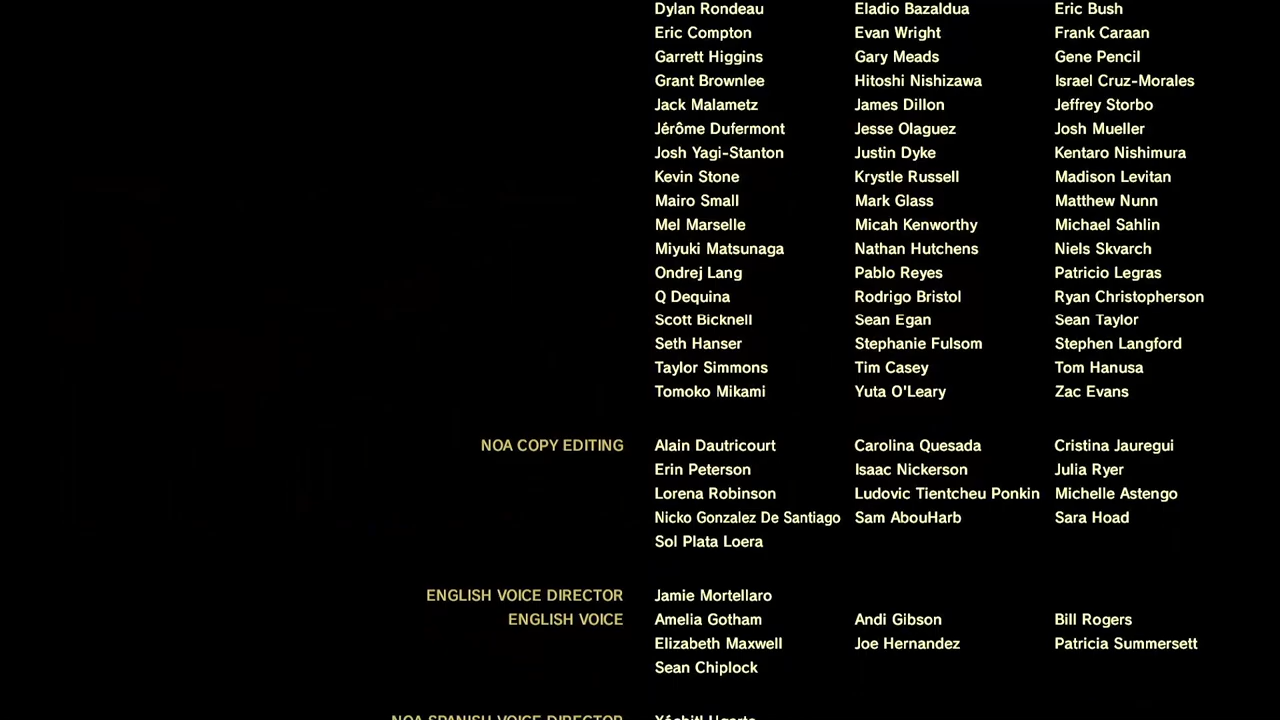 Dylan Rondeau Eladio Bazaldua Eric Bush
Eric Compton Evan Wright Frank Caraan
Garrett Higgins Gary Meads Gene Pencil
Grant Brownlee Hitoshi Nishizawa Israel Cruz-Morales
Jack Malametz James Dillon Jeffrey Storbo
Jérôme Dufermont Jesse Olaguez Josh Mueller
Josh Yagi-Stanton Justin Dyke Kentaro Nishimura
Kevin Stone Krystle Russell Madison Levitan
Mairo Small Mark Glass Matthew Nunn
Mel Marselle Micah Kenworthy Michael Sahlin
Miyuki Matsunaga Nathan Hutchens Niels Skvarch
Ondrej Lang Pablo Reyes Patricio Legras
Q Dequina Rodrigo Bristol Ryan Christopherson
Scott Bicknell Sean Egan Sean Taylor
Seth Hanser Stephanie Fulsom Stephen Langford
Taylor Simmons Tim Casey Tom Hanusa
Tomoko Mikami Yuta O'Leary Zac Evans
NOA COPY EDITING Alain Dautricourt Carolina Quesada Cristina Jauregui
Erin Peterson Isaac Nickerson Julia Ryer
Lorena Robinson Ludovic Tientcheu Ponkin Michelle Astengo
Nicko Gonzalez De Santiago Sam AbouHarb Sara Hoad
Sol Plata Loera
ENGLISH VOICE DIRECTOR Jamie Mortellaro
ENGLISH VOICE Amelia Gotham Andi Gibson Bill Rogers
Elizabeth Maxwell Joe Hernandez Patricia Summersett
Sean Chiplock
NOA SPANISH VOICE DIRECTOR Xóchitl Ugarte